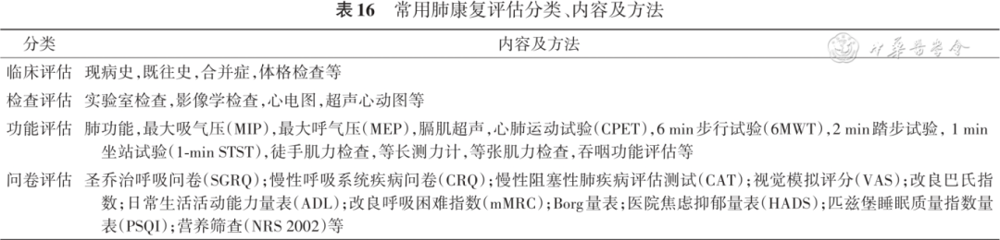 表16 常用肺康复评估分类、内容及方法
分类 内容及方法
中华医学会
临床评估 现病史,既往史,合并症,体格检查等
检查评估 实验室检查,影像学检查,心电图,超声心动图等
功能评估 肺功能,最大吸气压(MIP),最大呼气压(MEP),膈肌超声,心肺运动试验(CPET),6 min步行试验(6MWT),2 min踏步试验, 1 min
坐站试验(1-min STST),徒手肌力检查,等长测力计,等张肌力检查,吞咽功能评估等
问卷评估 圣乔治呼吸问卷(SGRQ);慢性呼吸系统疾病问卷(CRQ);慢性阻塞性肺疾病评估测试(CAT);视觉模拟评分(VAS);改良巴氏指
数;日常生活活动能力量表(ADL);改良呼吸困难指数(mMRC);Borg量表;医院焦虑抑郁量表(HADS);匹兹堡睡眠质量指数量
表(PSQI);营养筛查(NRS 2002)等